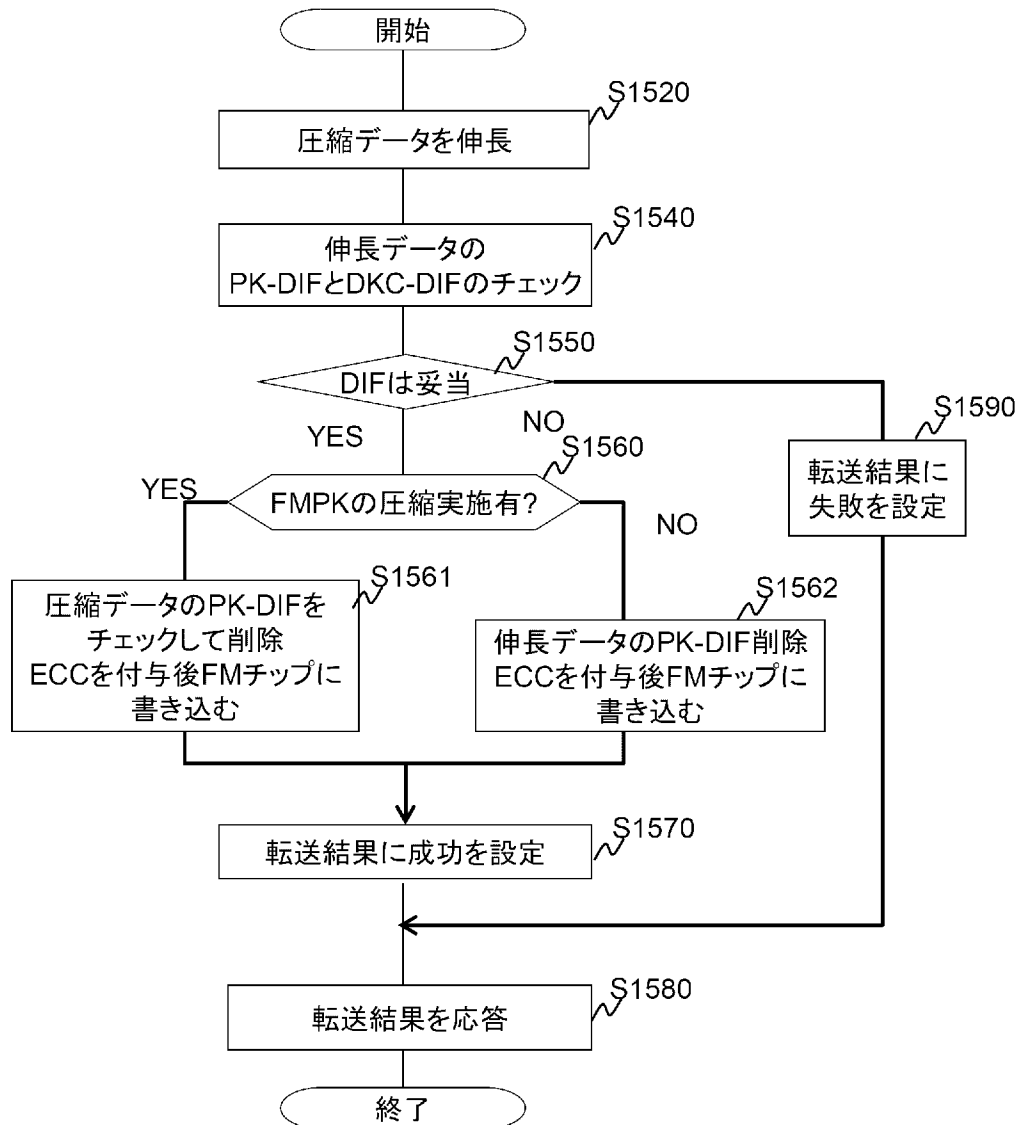 開始
S1520
圧縮データを伸長
S1540
伸長データの
PK-DIFとDKC-DIFのチェック
S1550
DIFは妥当
YES
NO
S1590
転送結果に
失敗を設定
S1560
FMPKの圧縮実施有?
YES
NO
S1561
圧縮データのPK-DIFを
チェックして削除
ECCを付与後FMチップに
書き込む
S1562
伸長データのPK-DIF削除
ECCを付与後FMチップに
書き込む
S1570
転送結果に成功を設定
S1580
転送結果を応答
終了